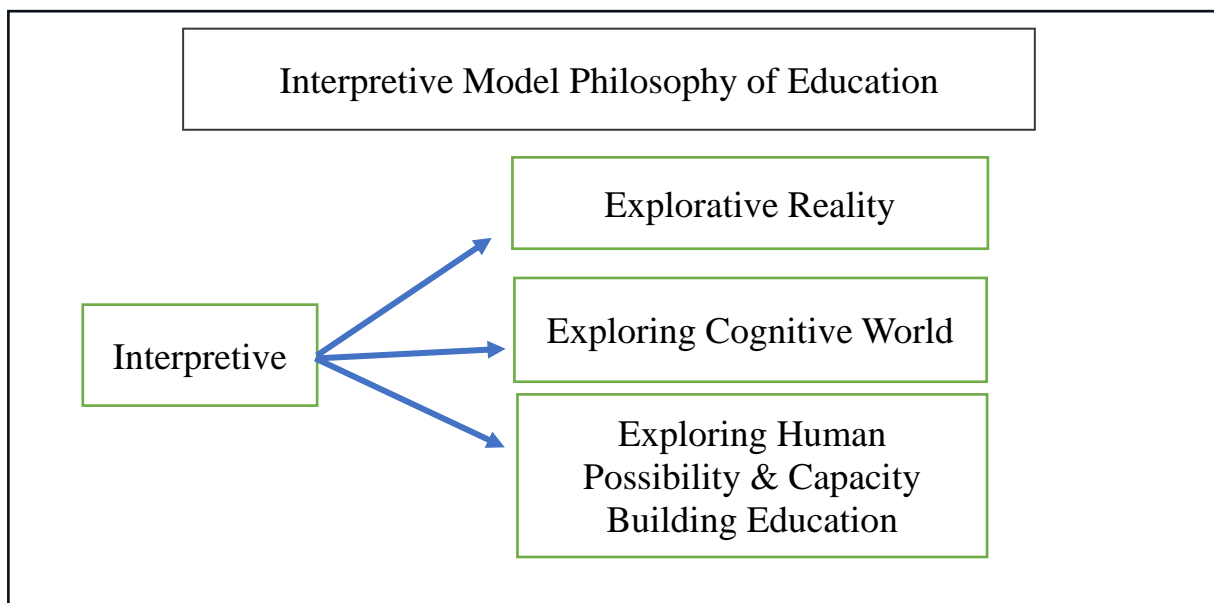 Interpretive Model Philosophy of Education
Explorative Reality
Interpretive
Exploring Cognitive World
Exploring Human
Possibility & Capacity
Building Education